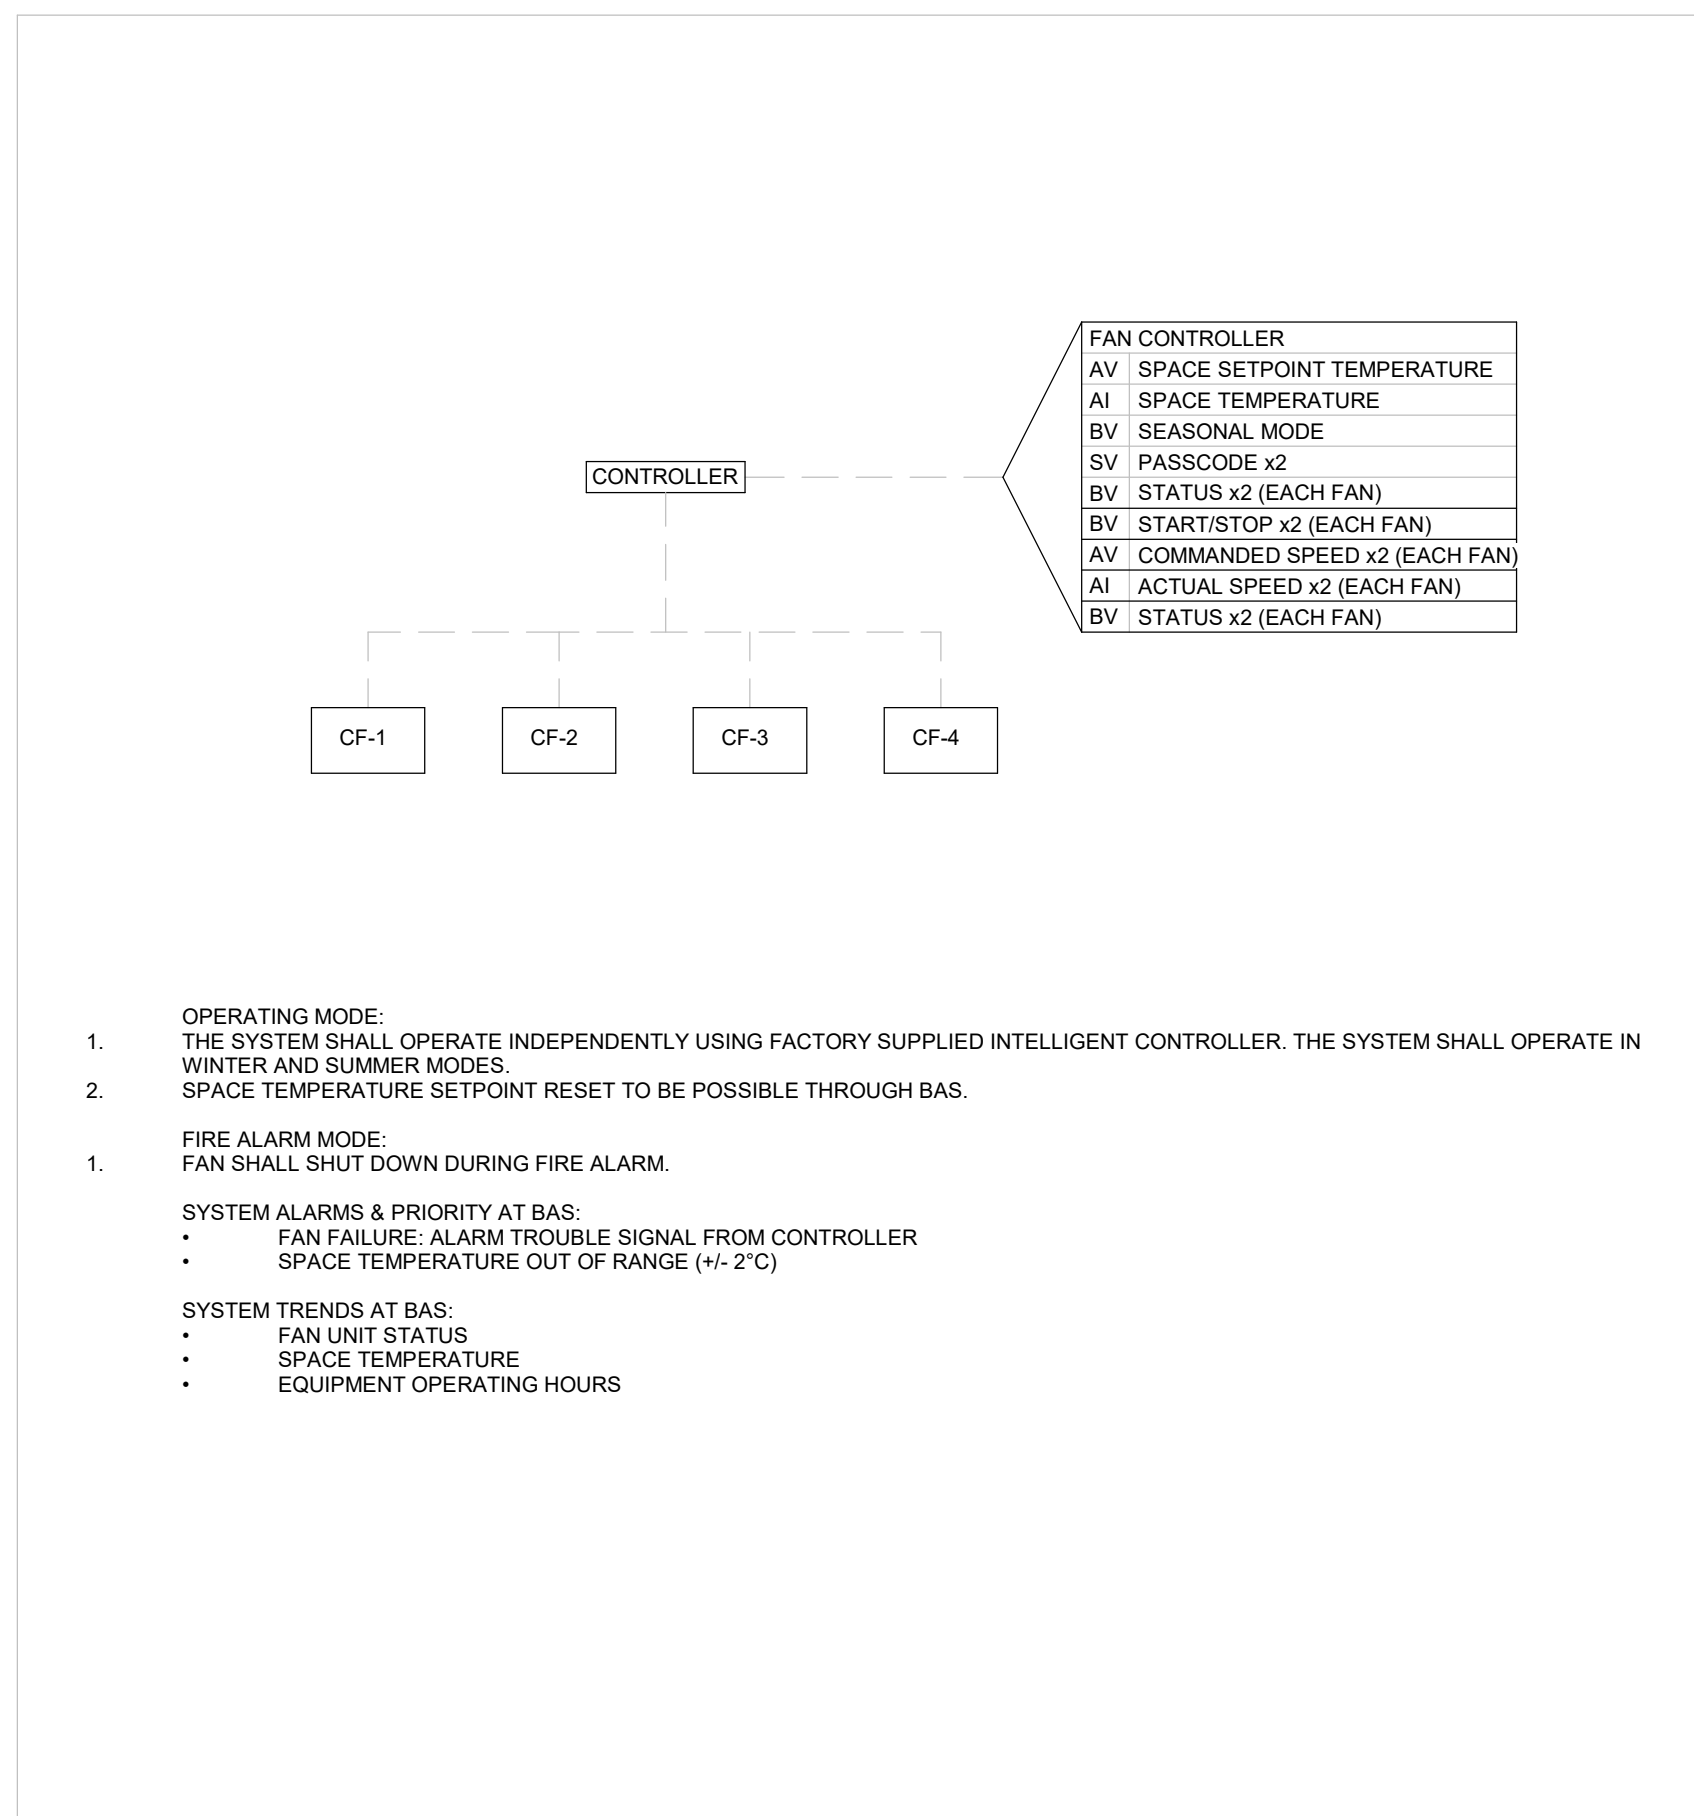 FAN CONTROLLER
AV SPACE SETPOINT TEMPERATURE
AI SPACE TEMPERATURE
BV SEASONAL MODE
SV PASSCODE x2
BV STATUS x2 (EACH FAN)
BV START/STOP x2 (EACH FAN)
AV COMMANDED SPEED x2 (EACH FAN)
AI ACTUAL SPEED x2 (EACH FAN)
BV STATUS x2 (EACH FAN)
CONTROLLER
CF-1 CF-2 CF-3 CF-4
OPERATING MODE:
1. THE SYSTEM SHALL OPERATE INDEPENDENTLY USING FACTORY SUPPLIED INTELLIGENT CONTROLLER. THE SYSTEM SHALL OPERATE IN
WINTER AND SUMMER MODES.
2. SPACE TEMPERATURE SETPOINT RESET TO BE POSSIBLE THROUGH BAS.
FIRE ALARM MODE:
1. FAN SHALL SHUT DOWN DURING FIRE ALARM.
SYSTEM ALARMS & PRIORITY AT BAS:
• FAN FAILURE: ALARM TROUBLE SIGNAL FROM CONTROLLER
• SPACE TEMPERATURE OUT OF RANGE (+/- 2°C)
SYSTEM TRENDS AT BAS:
• FAN UNIT STATUS
• SPACE TEMPERATURE
• EQUIPMENT OPERATING HOURS